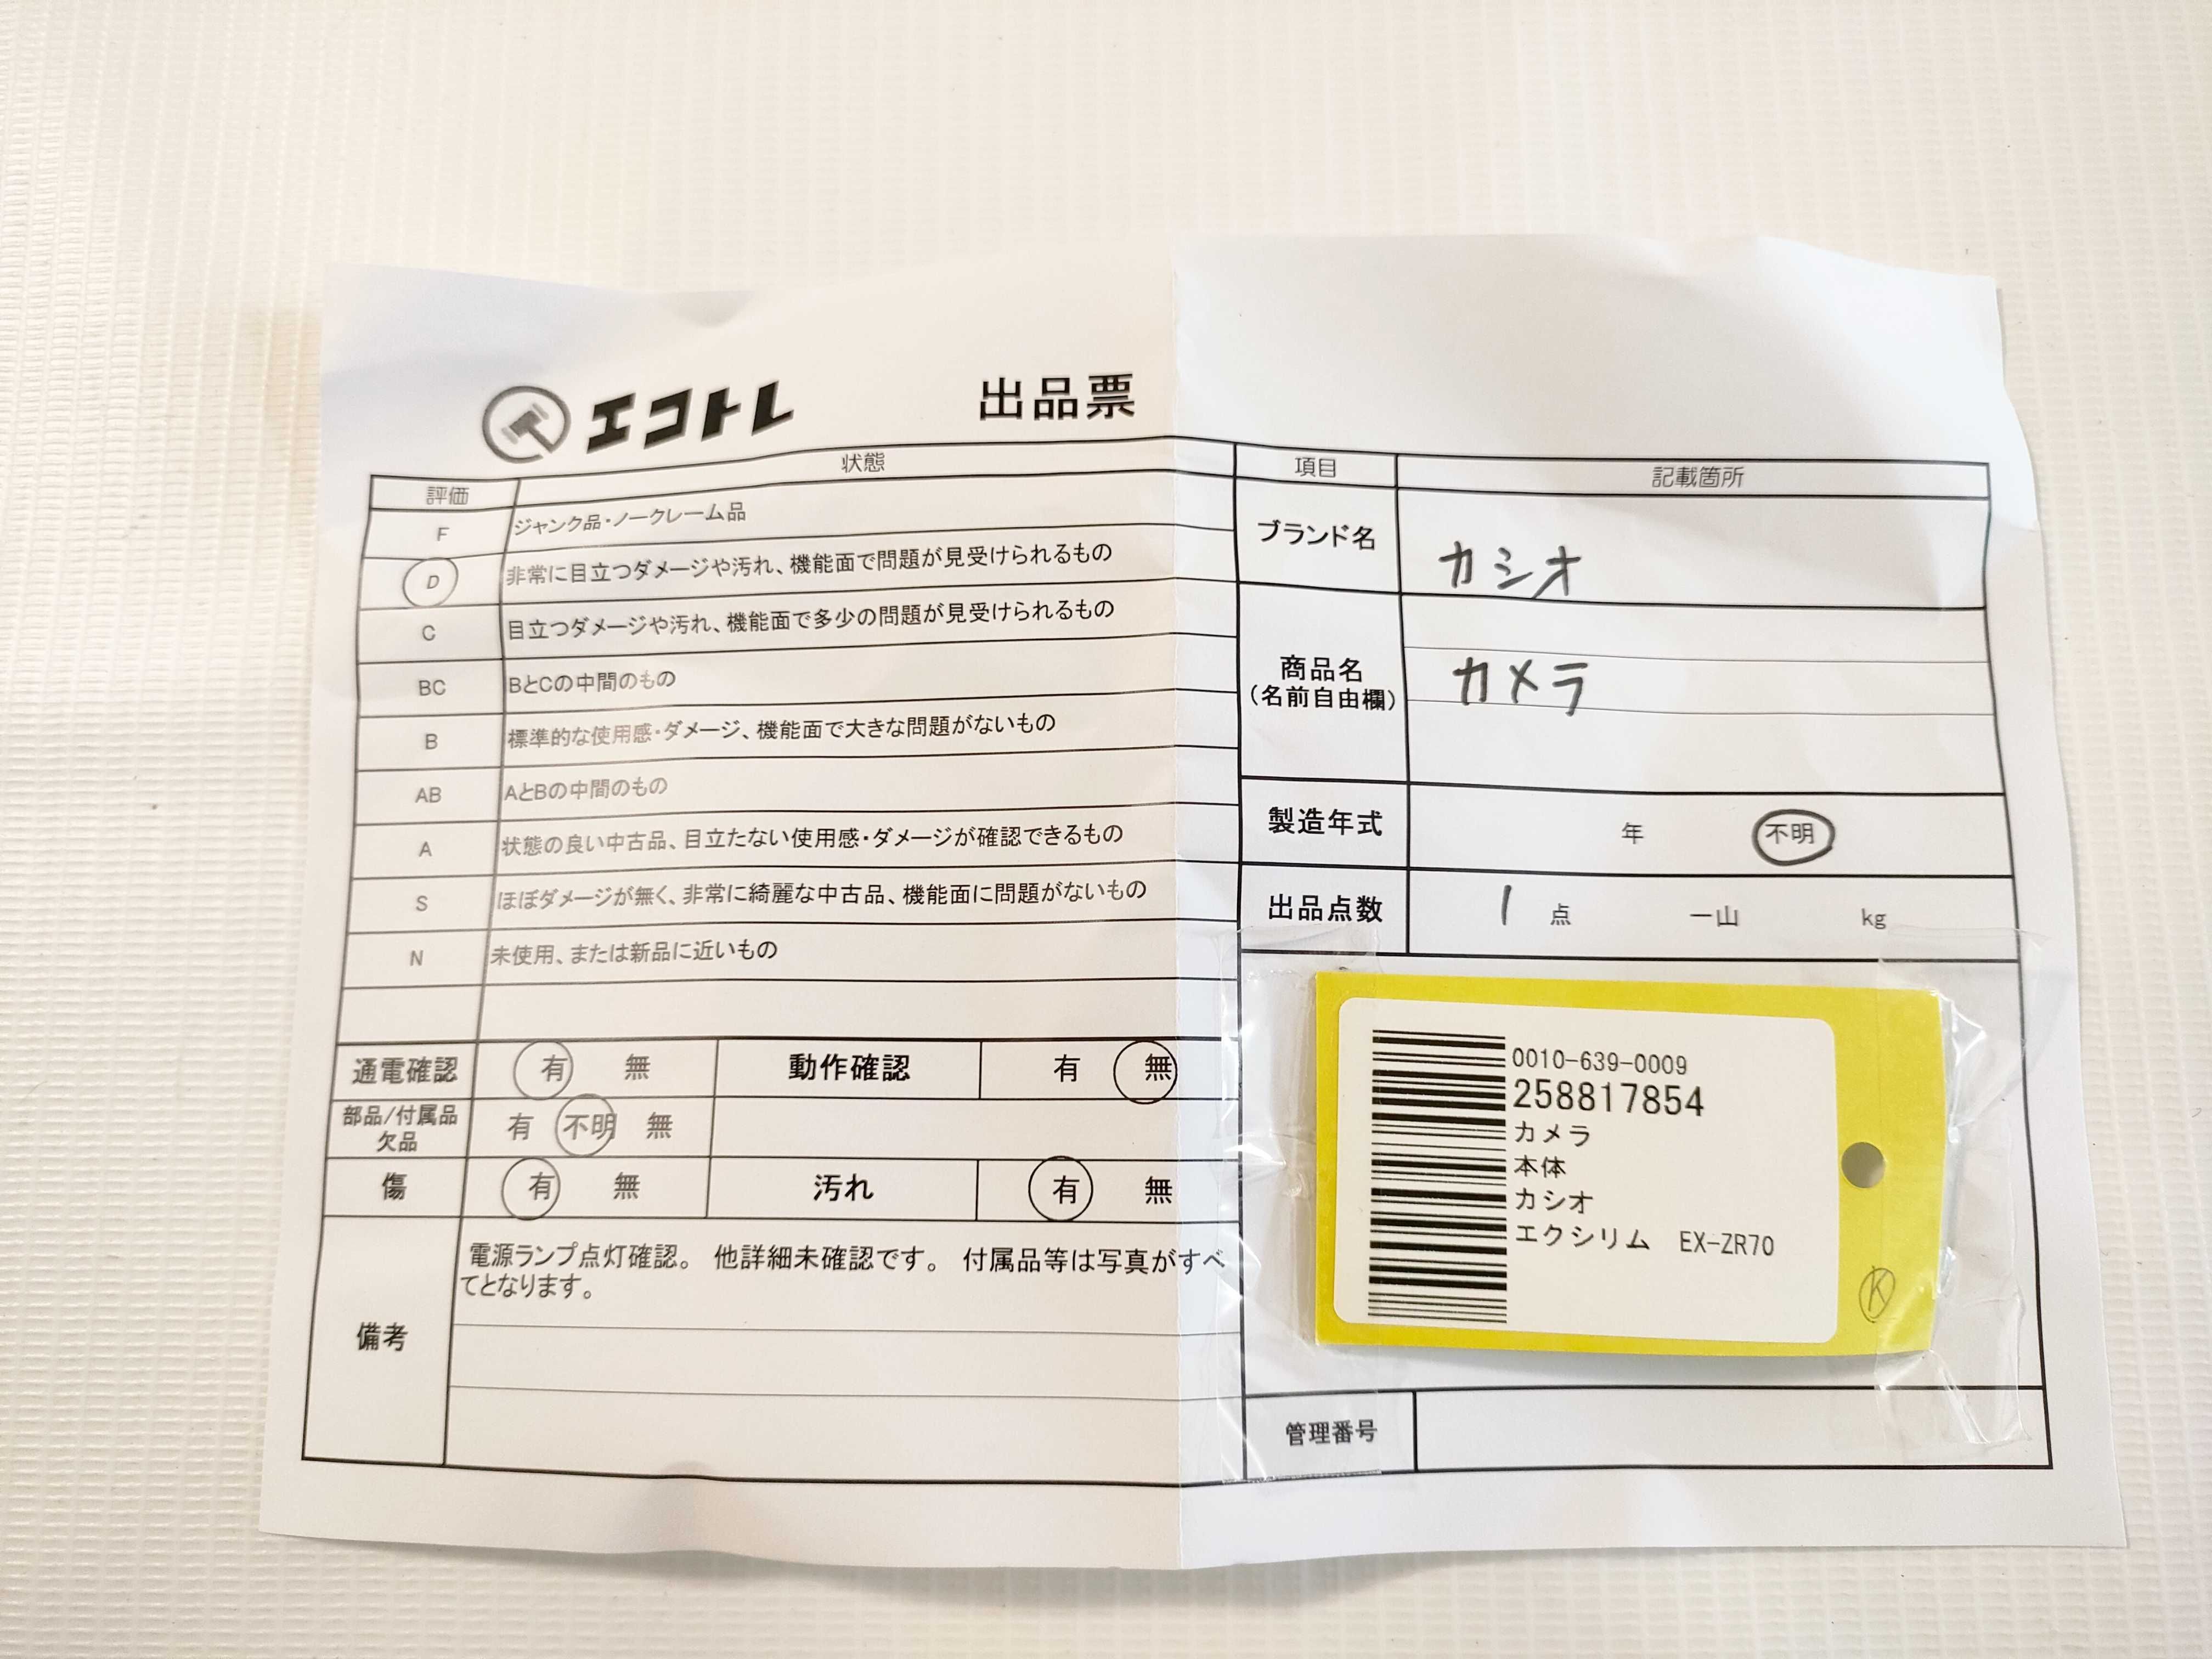 エコトレ
出品票
評価 状態
F ジャンク品・ノークレーム品
D 非常に目立つダメージや汚れ、機能面で問題が見受けられるもの
C 目立つダメージや汚れ、機能面で多少の問題が見受けられるもの
BC BとCの中間のもの
B 標準的な使用感・ダメージ、機能面で大きな問題がないもの
AB AとBの中間のもの
A 状態の良い中古品、目立たない使用感・ダメージが確認できるもの
S ほぼダメージが無く、非常に綺麗な中古品、機能面に問題がないもの
N 未使用、または新品に近いもの
通電確認 有 無 動作確認 有 無
部品/付属品
欠品
有 不明 無
傷 有 無 汚れ 有 無
備考
電源ランプ点灯確認。 他詳細未確認です。 付属品等は写真がすべ
てとなります。
項目 記載箇所
ブランド名 カシオ
商品名
(名前自由欄)
カメラ
製造年式 年 不明
出品点数 1 点 一山 kg
0010-639-0009
258817854
カメラ
本体
カシオ
エクシリム EX-ZR70
K
管理番号